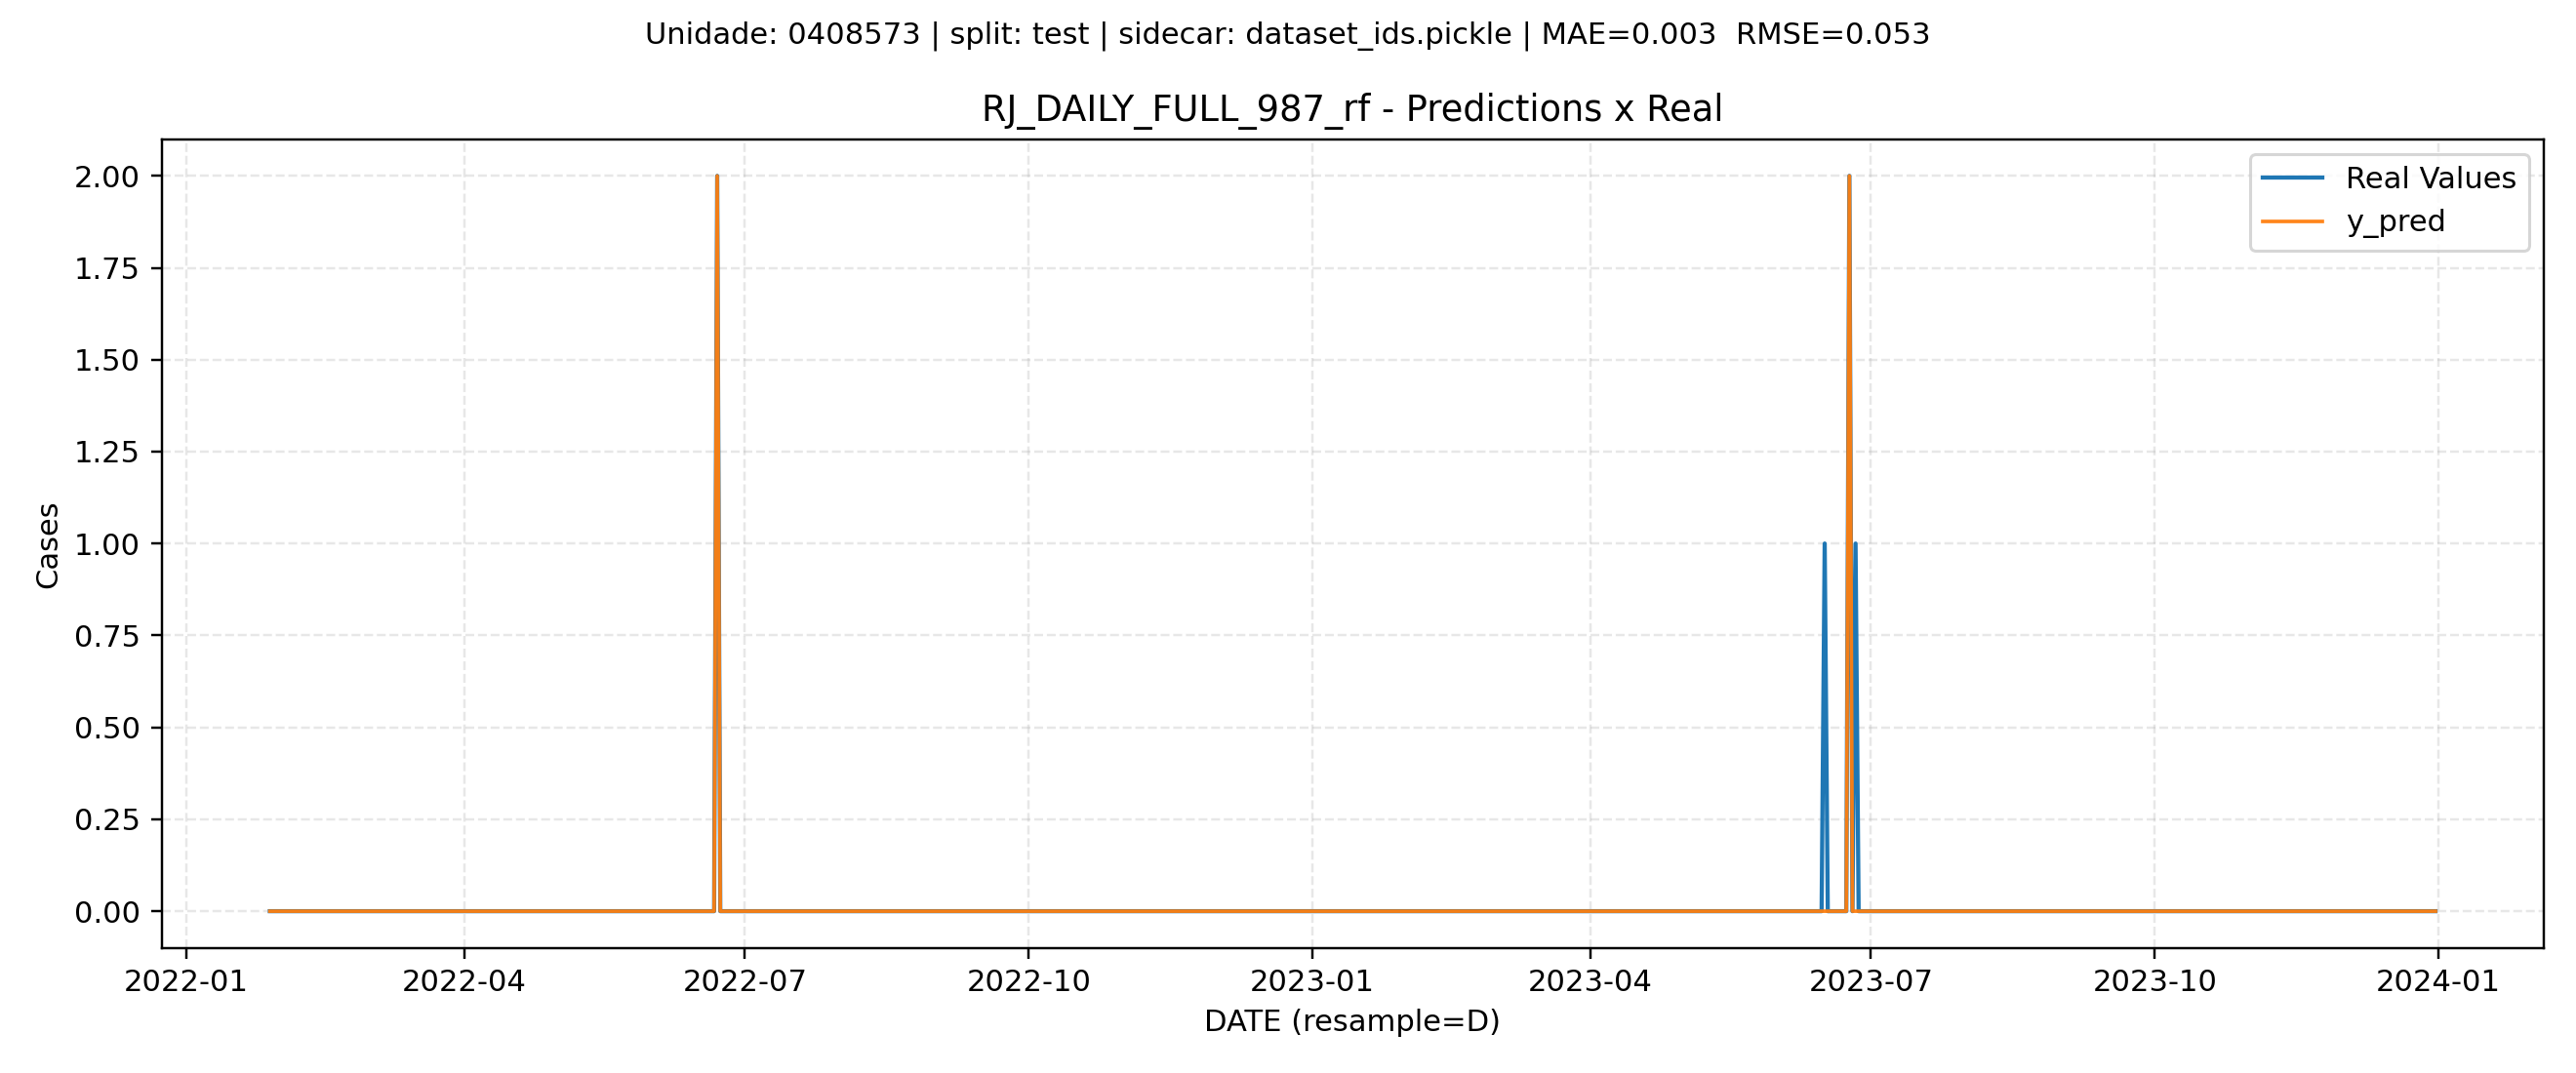 Unidade: 0408573 | split: test | sidecar: dataset_ids.pickle | MAE=0.003  RMSE=0.053
RJ_DAILY_FULL_987_rf - Predictions x Real
Real Values
y_pred
2.00
1.75
1.50
1.25
1.00
0.75
0.50
0.25
0.00
Cases
2022-01 2022-04 2022-07 2022-10 2023-01 2023-04 2023-07 2023-10 2024-01
DATE (resample=D)